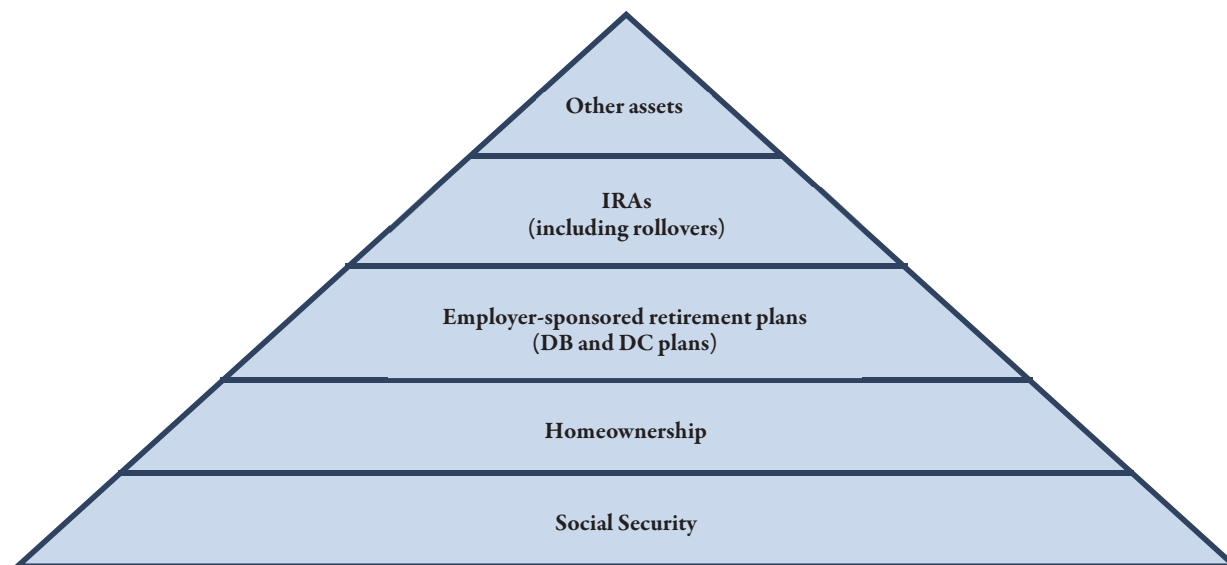 Other assets
IRAs
(including rollovers)
Employer-sponsored retirement plans
(DB and DC plans)
Homeownership
Social Security